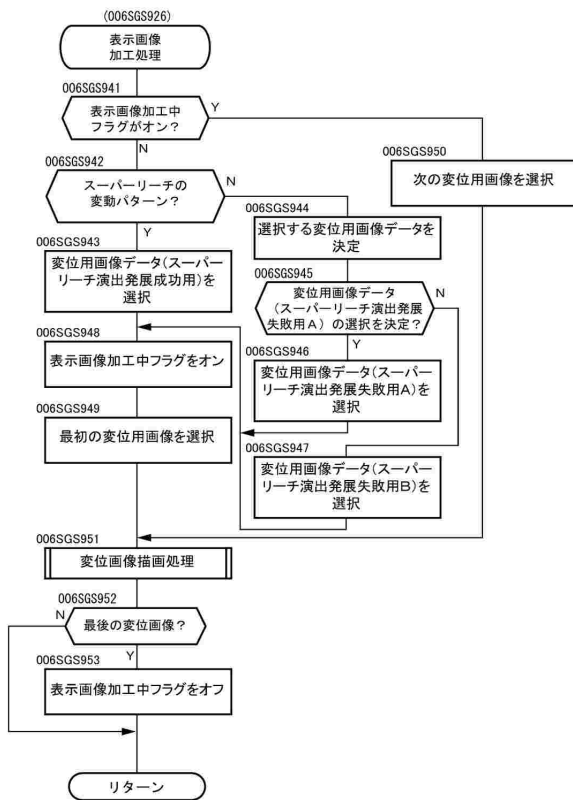 (006SGS926)
表示画像
加工処理
006SGS941
表示画像加工中
フラグがオン？
Y
N
006SGS942
スーパーリーチの
変動パターン？
N
Y
006SGS950
次の変位用画像を選択
006SGS944
選択する変位用画像データを
決定
006SGS943
変位用画像データ(スーパー
リーチ演出発展成功用)を
選択
006SGS945
変位用画像データ
(スーパーリーチ演出発展
失敗用A)の選択を決定？
N
Y
006SGS948
表示画像加工中フラグをオン
006SGS946
変位用画像データ(スーパー
リーチ演出発展失敗用A)を
選択
006SGS949
最初の変位用画像を選択
006SGS947
変位用画像データ(スーパー
リーチ演出発展失敗用B)を
選択
006SGS951
変位画像描画処理
006SGS952
N
最後の変位画像？
Y
006SGS953
表示画像加工中フラグをオフ
リターン